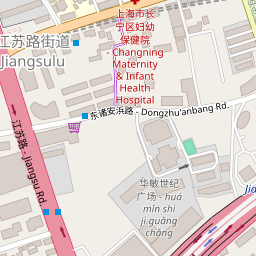 上海市长
宁区妇幼
保健院
Changning
Maternity
& Infant
Health
Hospital
江苏路街道
Jiangsulu
东诸安浜路 - Dongzhu'anbang Rd.
江苏路 - Jiangsu Rd.
华敏世纪
广场 - huá
mǐn shì
jì guǎng
chǎng